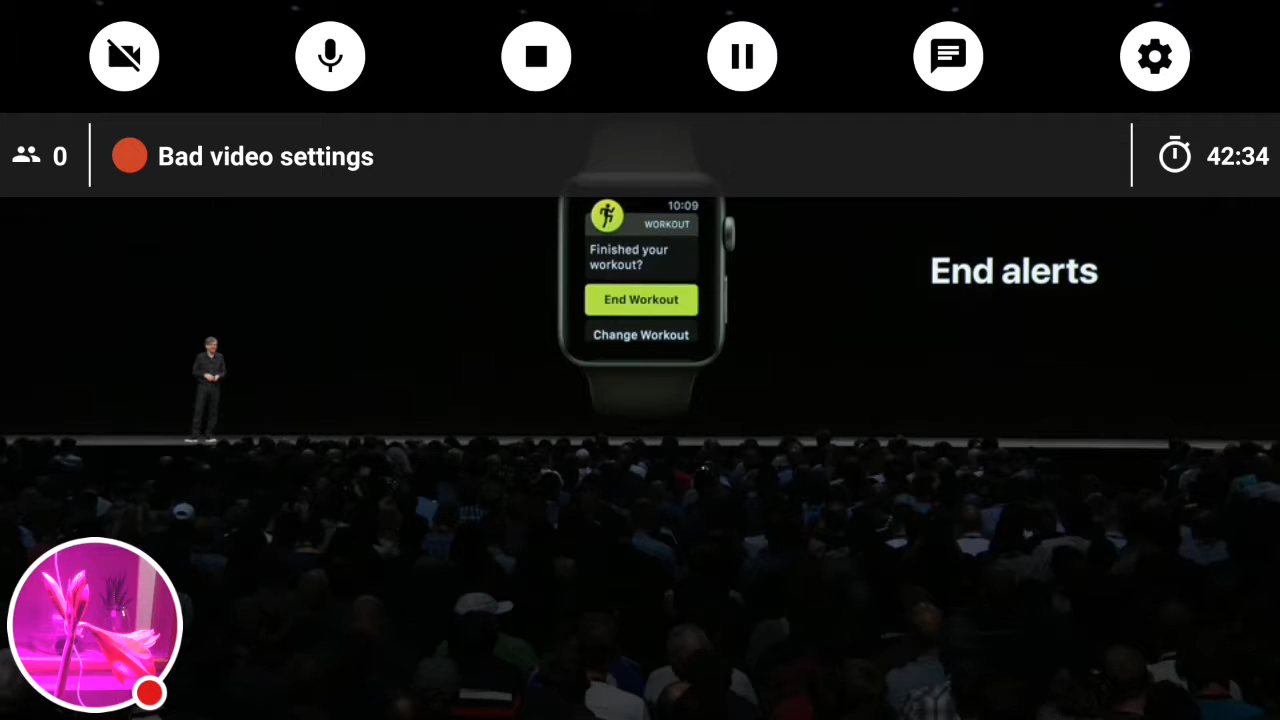 0
Bad video settings
42:34
10:09
WORKOUT
Finished your
workout?
End Workout
Change Workout
End alerts